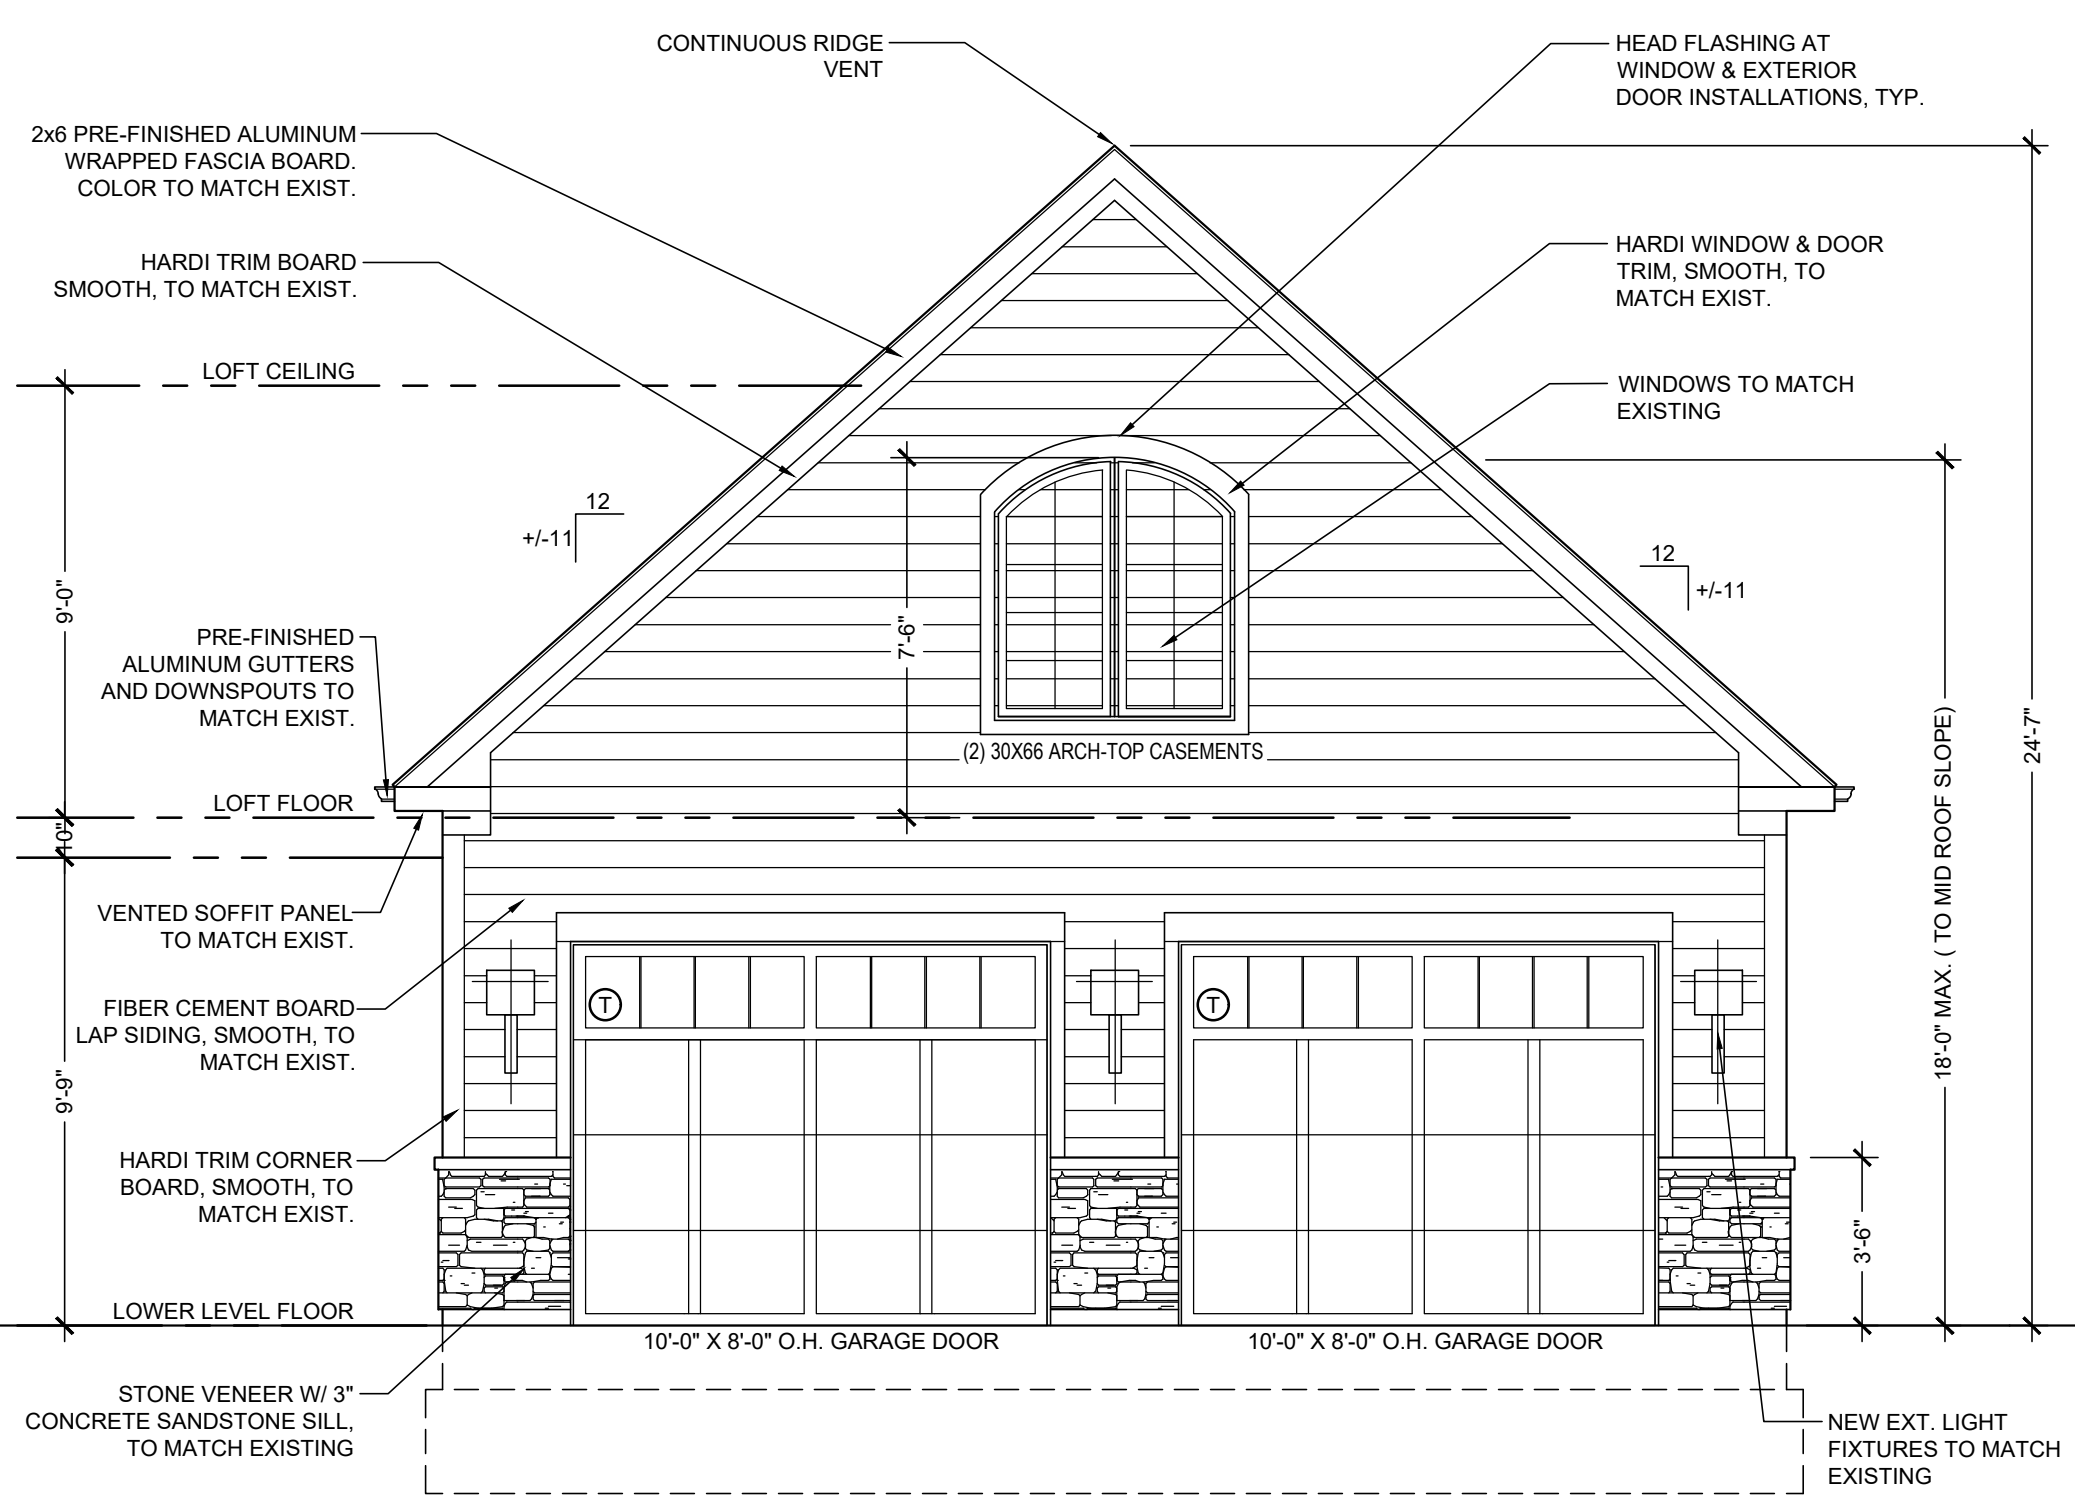 CONTINUOUS RIDGE
VENT
HEAD FLASHING AT
WINDOW & EXTERIOR
DOOR INSTALLATIONS, TYP.
2x6 PRE-FINISHED ALUMINUM
WRAPPED FASCIA BOARD.
COLOR TO MATCH EXIST.
HARDI TRIM BOARD
SMOOTH, TO MATCH EXIST.
HARDI WINDOW & DOOR
TRIM, SMOOTH, TO
MATCH EXIST.
LOFT CEILING
WINDOWS TO MATCH
EXISTING
12
+/-11
12
+/-11
9'-0"
7'-6"
PRE-FINISHED
ALUMINUM GUTTERS
AND DOWNSPOUTS TO
MATCH EXIST.
(2) 30X66 ARCH-TOP CASEMENTS
24'-7"
18'-0" MAX. ( TO MID ROOF SLOPE)
LOFT FLOOR
10"
VENTED SOFFIT PANEL
TO MATCH EXIST.
FIBER CEMENT BOARD
LAP SIDING, SMOOTH, TO
MATCH EXIST.
T
T
9'-9"
HARDI TRIM CORNER
BOARD, SMOOTH, TO
MATCH EXIST.
3'-6"
LOWER LEVEL FLOOR
10'-0" X 8'-0" O.H. GARAGE DOOR
10'-0" X 8'-0" O.H. GARAGE DOOR
STONE VENEER W/ 3"
CONCRETE SANDSTONE SILL,
TO MATCH EXISTING
NEW EXT. LIGHT
FIXTURES TO MATCH
EXISTING